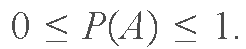 0 ≤ P(A) ≤ 1.